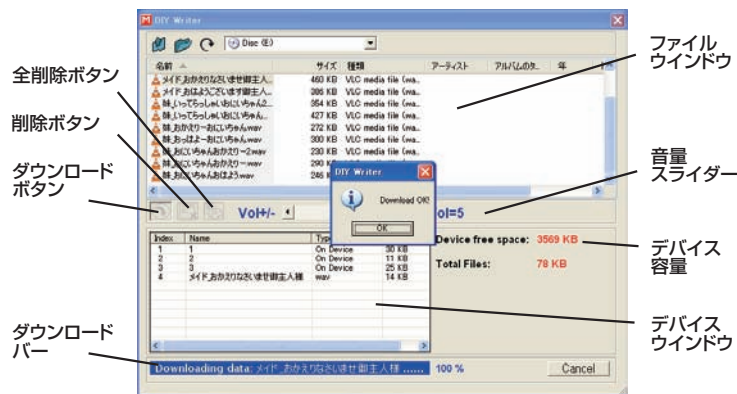 DIY Writer
Disc (E)
名前 サイズ 種類 アーティスト アルバムのタ... 年
メイド_おかえりなさいませ御主人... 460 KB VLC media file (wa...
メイド_おはようございます御主人... 386 KB VLC media file (wa...
妹_いってらっしゃいおにいちゃん2... 354 KB VLC media file (wa...
妹_いってらっしゃいおにいちゃん... 427 KB VLC media file (wa...
妹_おかえりーおにいちゃん.wav 272 KB VLC media file (wa...
妹_おっはよーおにいちゃん.wav 300 KB VLC media file (wa...
妹_おにいちゃんおかえりー2.wav 230 KB VLC media file (wa...
妹_おにいちゃんおかえりー.wav 290 KB
妹_おにいちゃんおはよう.wav 246
DIY Writer
Download OK!
OK
Vol+/-
ol=5
Index Name Type
1 1 On Device 30 KB
2 2 On Device 11 KB
3 3 On Device 25 KB
4 メイド_おかえりなさいませ御主人様 wav 14 KB
Device free space: 3569 KB
Total Files: 78 KB
Downloading data: メイド_おかえりなさいませ御主人様 ...... 100 %
Cancel
全削除ボタン
削除ボタン
ダウンロード
ボタン
ダウンロード
バー
ファイル
ウインドウ
音量
スライダー
デバイス
容量
デバイス
ウインドウ